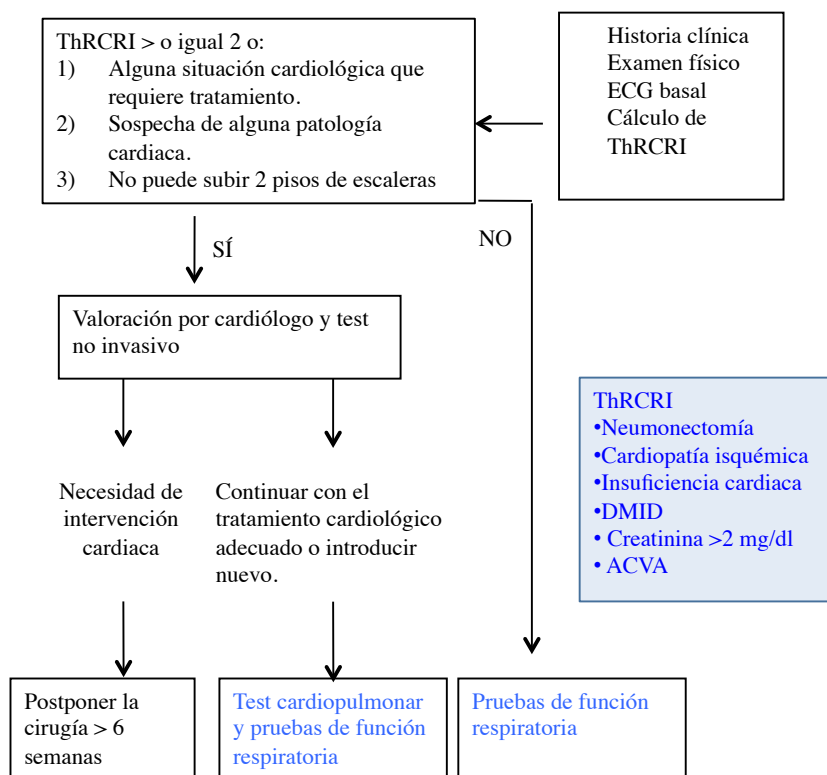 ThRCRI > o igual 2 o:
1) Alguna situación cardiológica que
requiere tratamiento.
2) Sospecha de alguna patología
cardiaca.
3) No puede subir 2 pisos de escaleras
Historia clínica
Examen físico
ECG basal
Cálculo de
ThRCRI
SÍ
NO
Valoración por cardiólogo y test
no invasivo
ThRCRI
•Neumonectomía
•Cardiopatía isquémica
•Insuficiencia cardiaca
•DMID
• Creatinina >2 mg/dl
• ACVA
Necesidad de
intervención
cardiaca
Continuar con el
tratamiento cardiológico
adecuado o introducir
nuevo.
Postponer la
cirugía > 6
semanas
Test cardiopulmonar
y pruebas de función
respiratoria
Pruebas de función
respiratoria